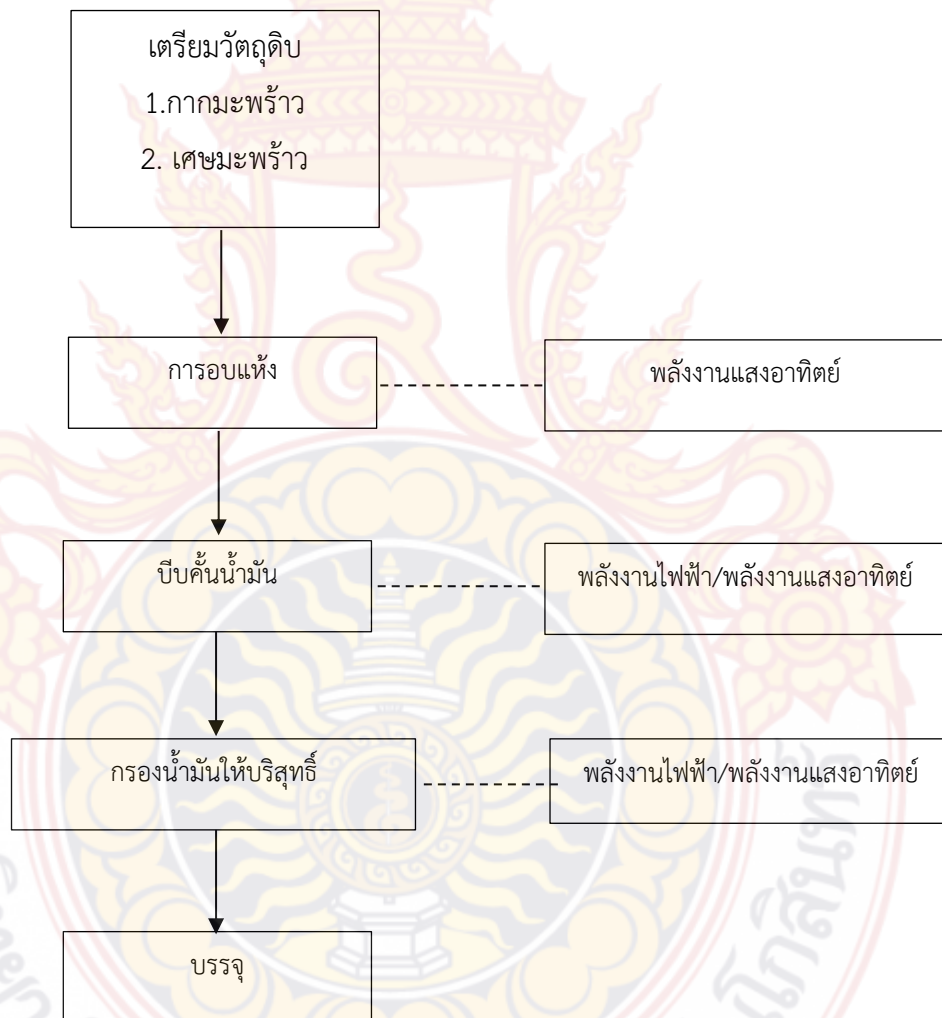 เตรียมวัตถุดิบ
1.กากมะพร้าว
2. เศษมะพร้าว
การอบแห้ง
พลังงานแสงอาทิตย์
บีบคั้นน้ำมัน
พลังงานไฟฟ้า/พลังงานแสงอาทิตย์
กรองน้ำมันให้บริสุทธิ์
พลังงานไฟฟ้า/พลังงานแสงอาทิตย์
บรรจุ